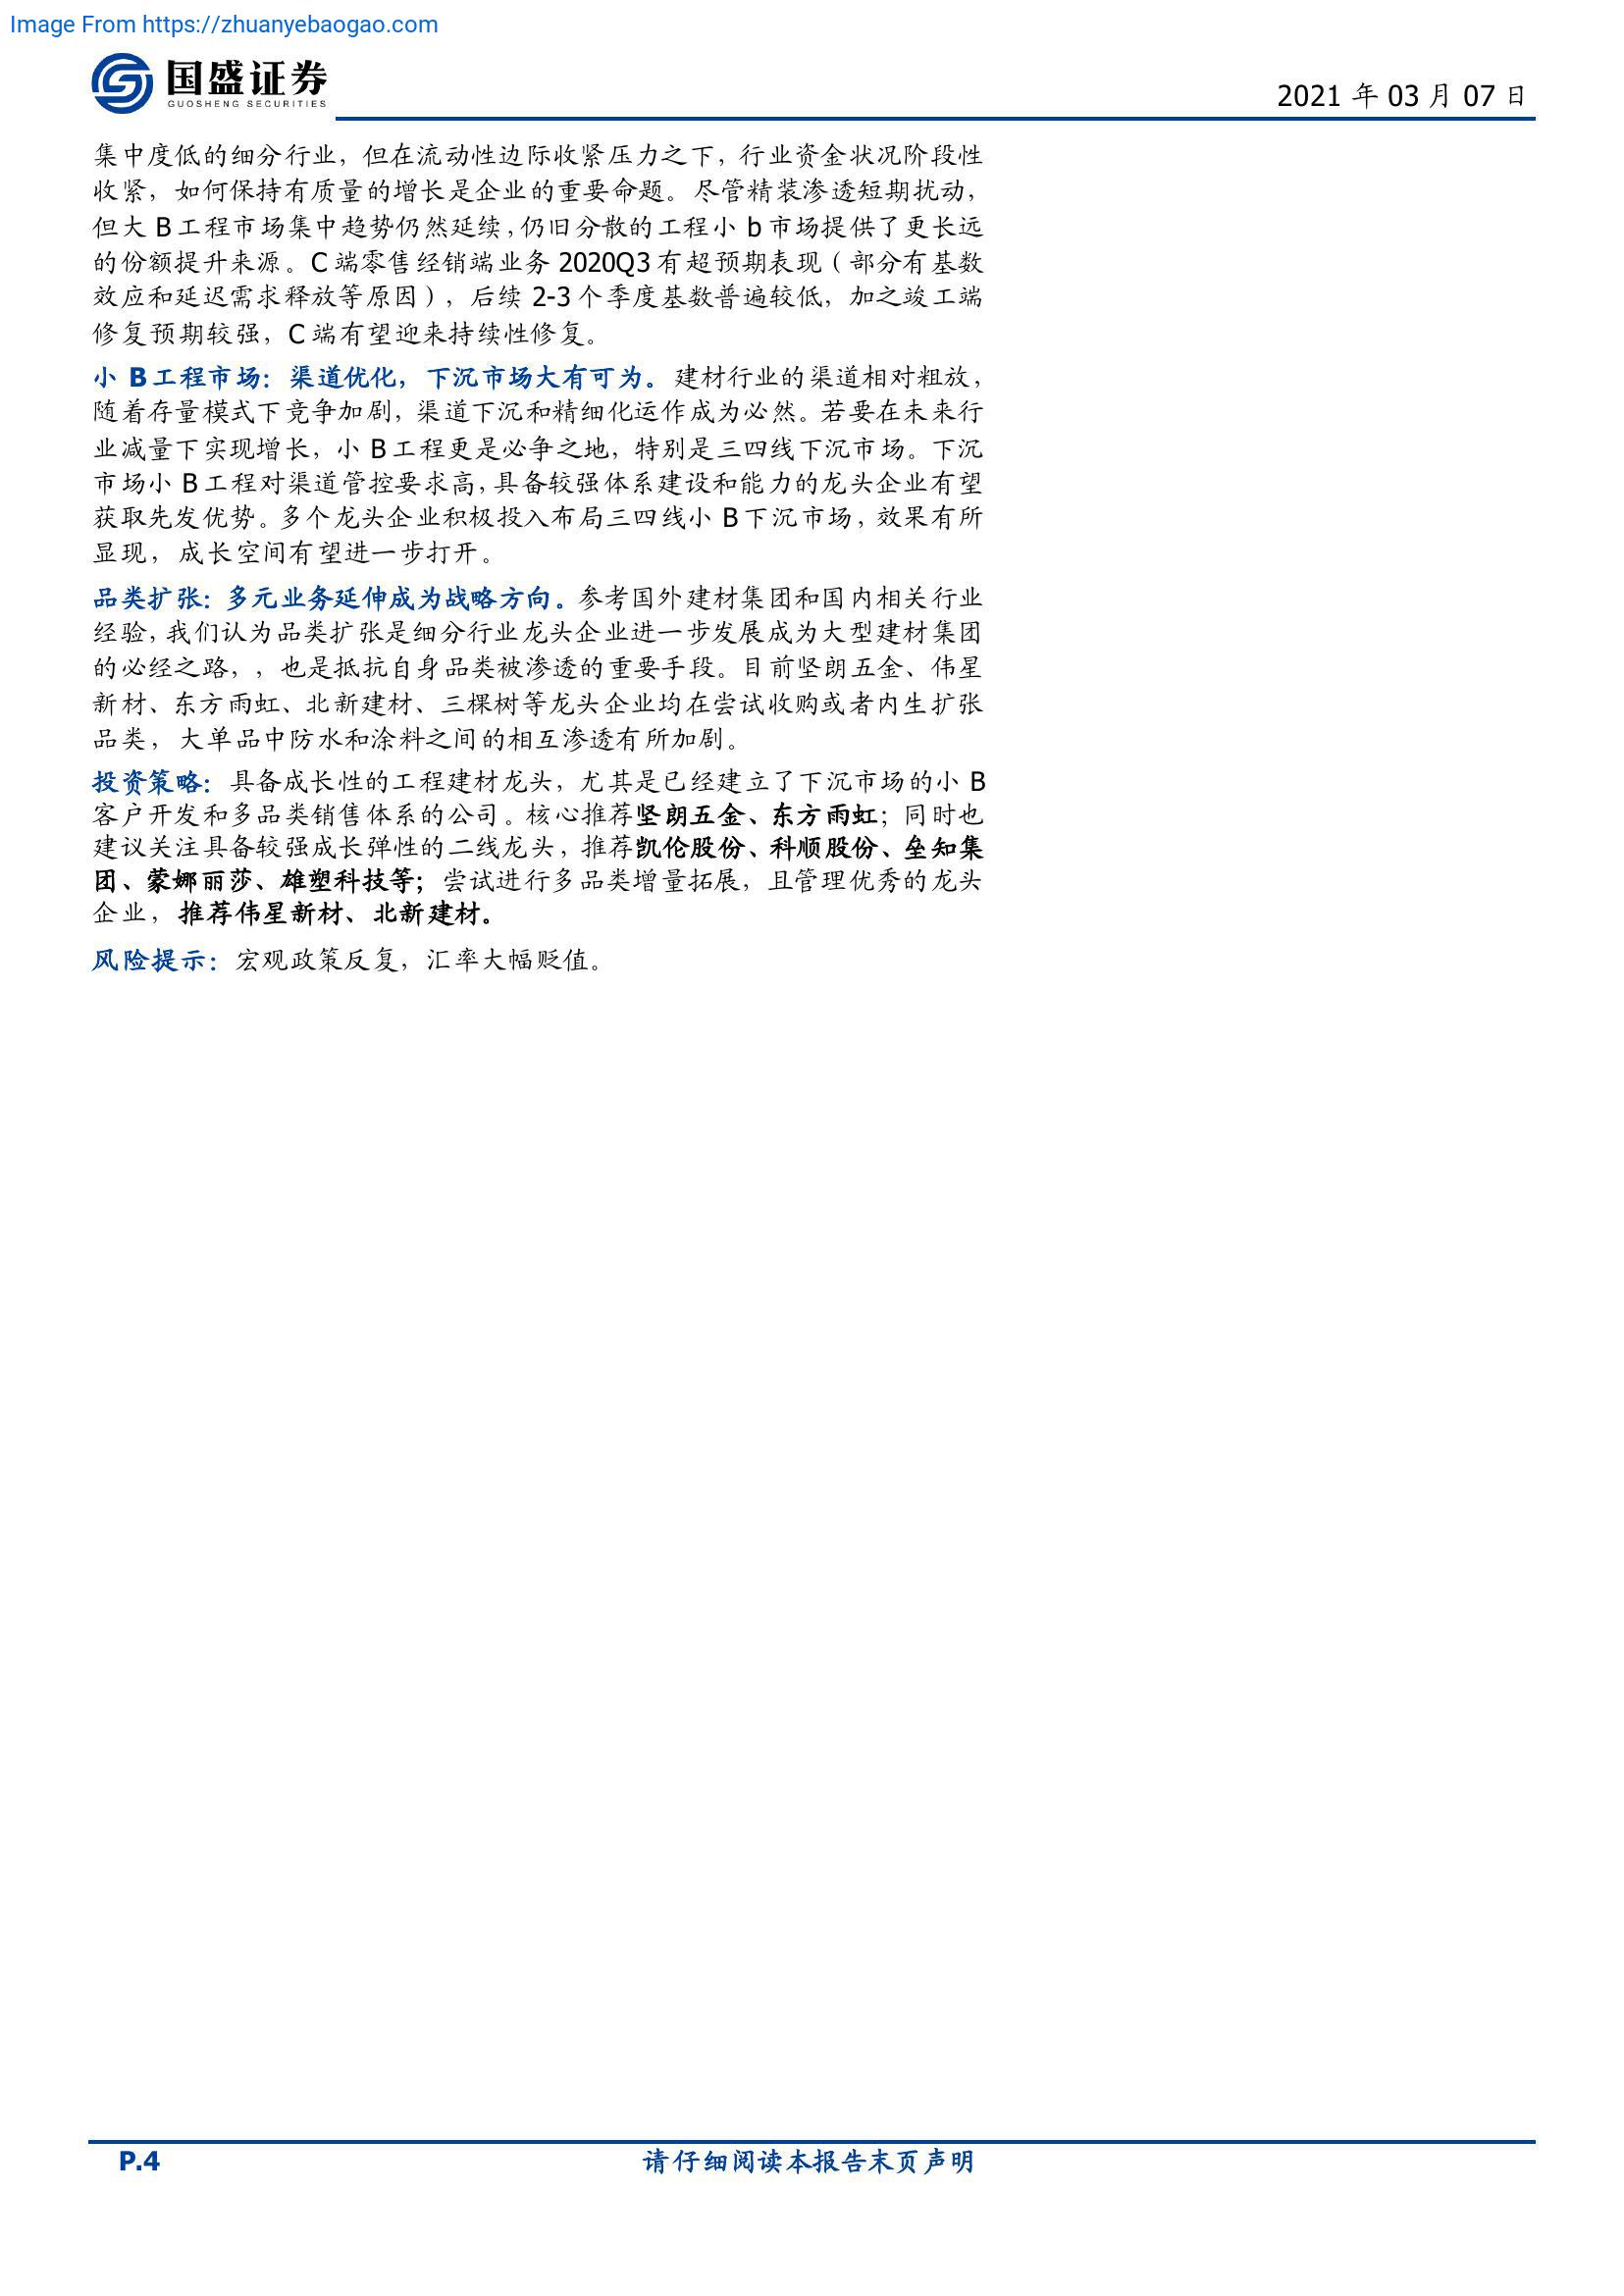 Image From https://zhuanyebaogao.com
国盛证券
GUOSHENG SECURITIES
2021 年 03 月 07 日
集中度低的细分行业，但在流动性边际收紧压力之下，行业资金状况阶段性
收紧，如何保持有质量的增长是企业的重要命题。尽管精装渗透短期扰动，
但大 B 工程市场集中趋势仍然延续，仍旧分散的工程小 b 市场提供了更长远
的份额提升来源。C 端零售经销端业务 2020Q3 有超预期表现（部分有基数
效应和延迟需求释放等原因），后续 2-3 个季度基数普遍较低，加之竣工端
修复预期较强，C 端有望迎来持续性修复。
小 B 工程市场：渠道优化，下沉市场大有可为。建材行业的渠道相对粗放，
随着存量模式下竞争加剧，渠道下沉和精细化运作成为必然。若要在未来行
业减量下实现增长，小 B 工程更是必争之地，特别是三四线下沉市场。下沉
市场小 B 工程对渠道管控要求高，具备较强体系建设和能力的龙头企业有望
获取先发优势。多个龙头企业积极投入布局三四线小 B 下沉市场，效果有所
显现，成长空间有望进一步打开。
品类扩张：多元业务延伸成为战略方向。参考国外建材集团和国内相关行业
经验，我们认为品类扩张是细分行业龙头企业进一步发展成为大型建材集团
的必经之路，，也是抵抗自身品类被渗透的重要手段。目前坚朗五金、伟星
新材、东方雨虹、北新建材、三棵树等龙头企业均在尝试收购或者内生扩张
品类，大单品中防水和涂料之间的相互渗透有所加剧。
投资策略：具备成长性的工程建材龙头，尤其是已经建立了下沉市场的小 B
客户开发和多品类销售体系的公司。核心推荐坚朗五金、东方雨虹；同时也
建议关注具备较强成长弹性的二线龙头，推荐凯伦股份、科顺股份、垒知集
团、蒙娜丽莎、雄塑科技等；尝试进行多品类增量拓展，且管理优秀的龙头
企业，推荐伟星新材、北新建材。
风险提示：宏观政策反复，汇率大幅贬值。
P.4
请仔细阅读本报告末页声明